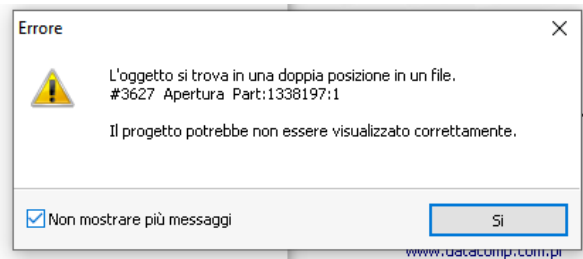 Errore
L'oggetto si trova in una doppia posizione in un file.
#3627 Apertura Part:1338197:1
Il progetto potrebbe non essere visualizzato correttamente.
Non mostrare più messaggi
Si
www.datacomp.com.pl